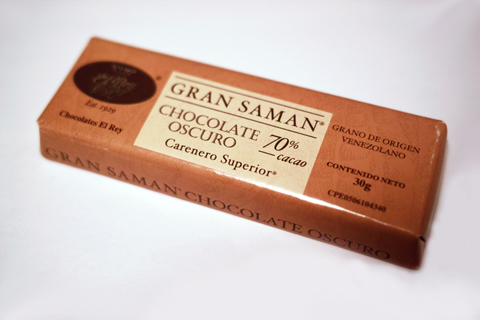 Est. 1929
Chocolates El Rey
GRAN SAMAN®
CHOCOLATE
OSCURO
70%
cacao
Carenero Superior®
GRANO DE ORIGEN
VENEZOLANO
CONTENIDO NETO
30g
CPE0506104340
GRAN SAMAN® CHOCOLATE OSCURO